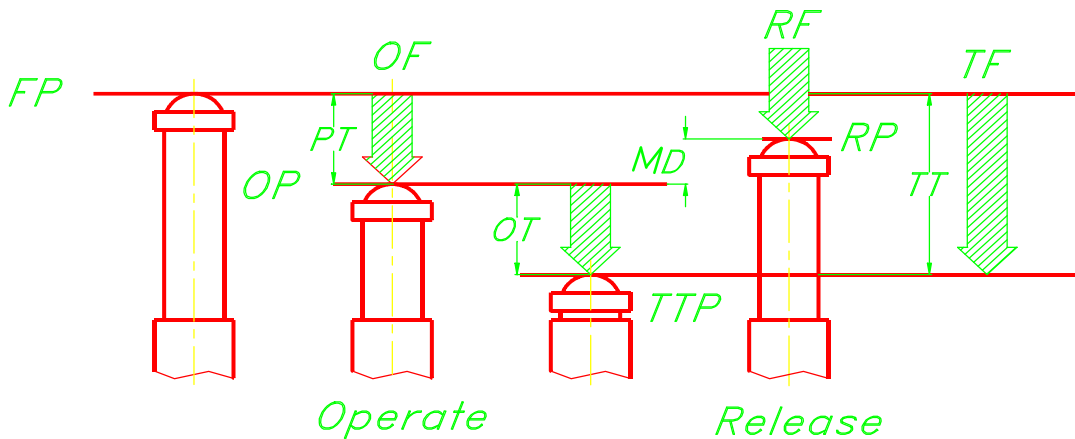 RF
OF
TF
FP
PT
RP
MD
OP
TT
OT
TTP
Operate
Release